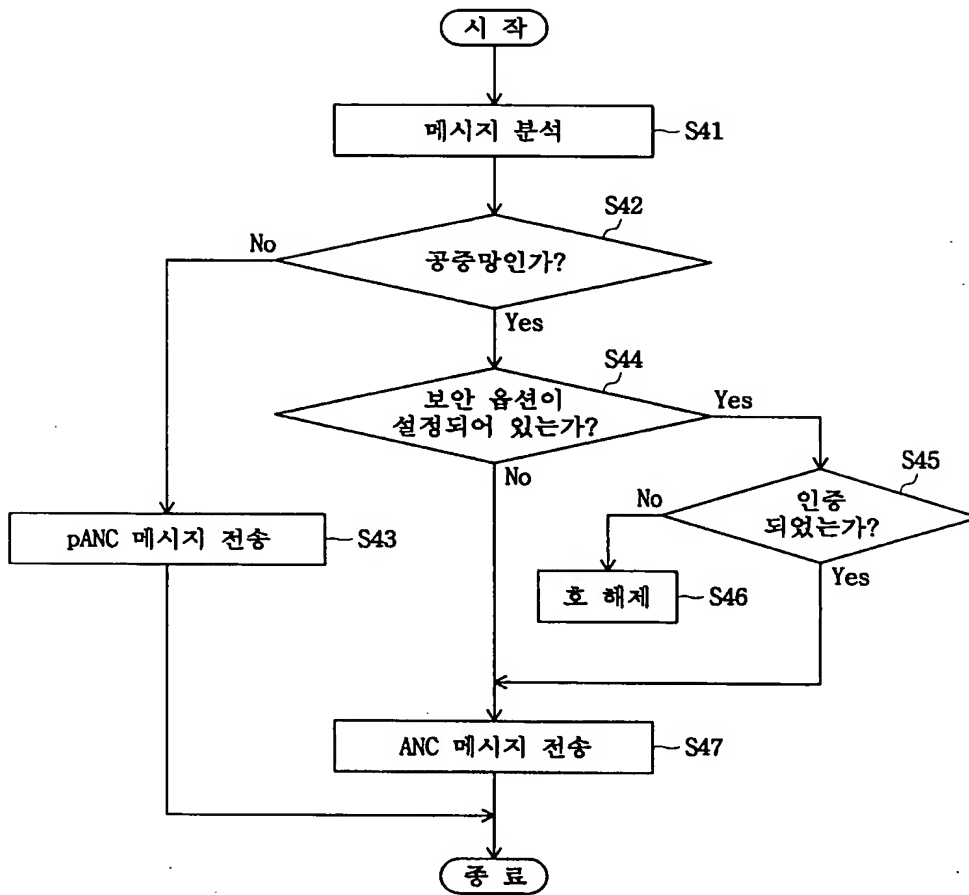 시 작
메시지 분석
S41
S42
No
공중망인가?
Yes
S44
보안 옵션이
설정되어 있는가?
Yes
No
S45
No
인증
되었는가?
Yes
pANC 메시지 전송
S43
호 해제
S46
ANC 메시지 전송
S47
종 료